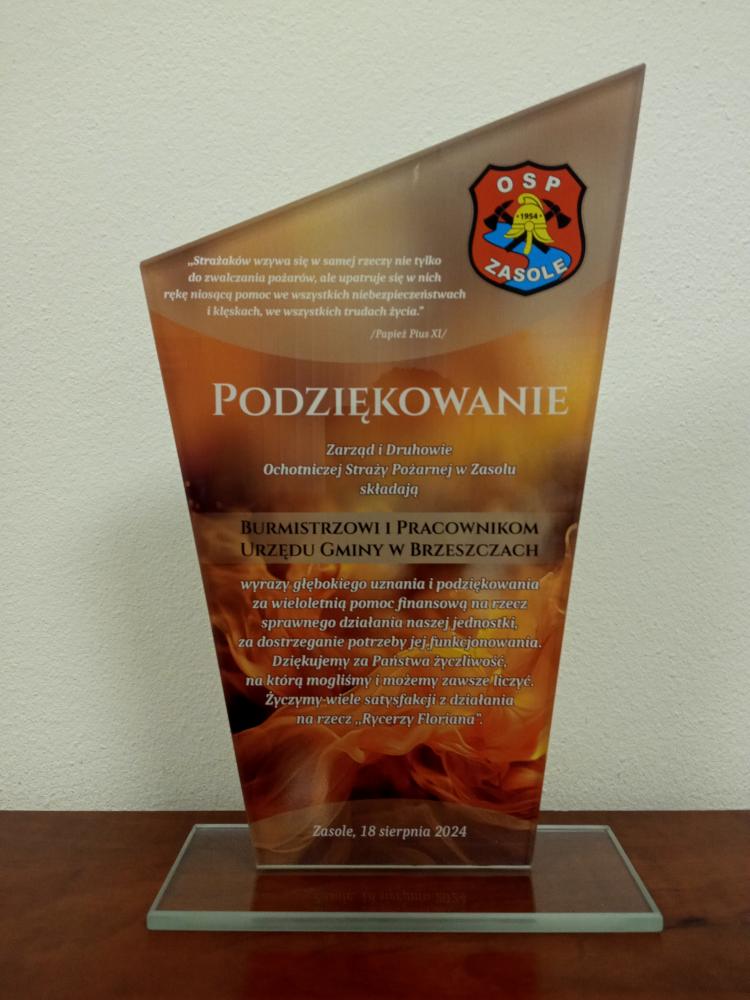 OSP
1954
ZASOLE
„Strażaków wzywa się w samej rzeczy nie tylko
do zwalczania pożarów, ale upatruje się w nich
rękę niosącą pomoc we wszystkich niebezpieczeństwach
i klęskach, we wszystkich trudach życia.”
/Papież Pius XI/
PODZIĘKOWANIE
Zarząd i Druhowie
Ochotniczej Straży Pożarnej w Zasolu
składają
BURMISTRZOWI I PRACOWNIKOM
URZĘDU GMINY W BRZESZCZACH
wyrazy głębokiego uznania i podziękowania
za wieloletnią pomoc finansową na rzecz
sprawnego działania naszej jednostki,
za dostrzeganie potrzeby jej funkcjonowania.
Dziękujemy za Państwa życzliwość,
na którą mogliśmy i możemy zawsze liczyć.
Życzymy wiele satysfakcji z działania
na rzecz „Rycerzy Floriana”.
Zasole, 18 sierpnia 2024